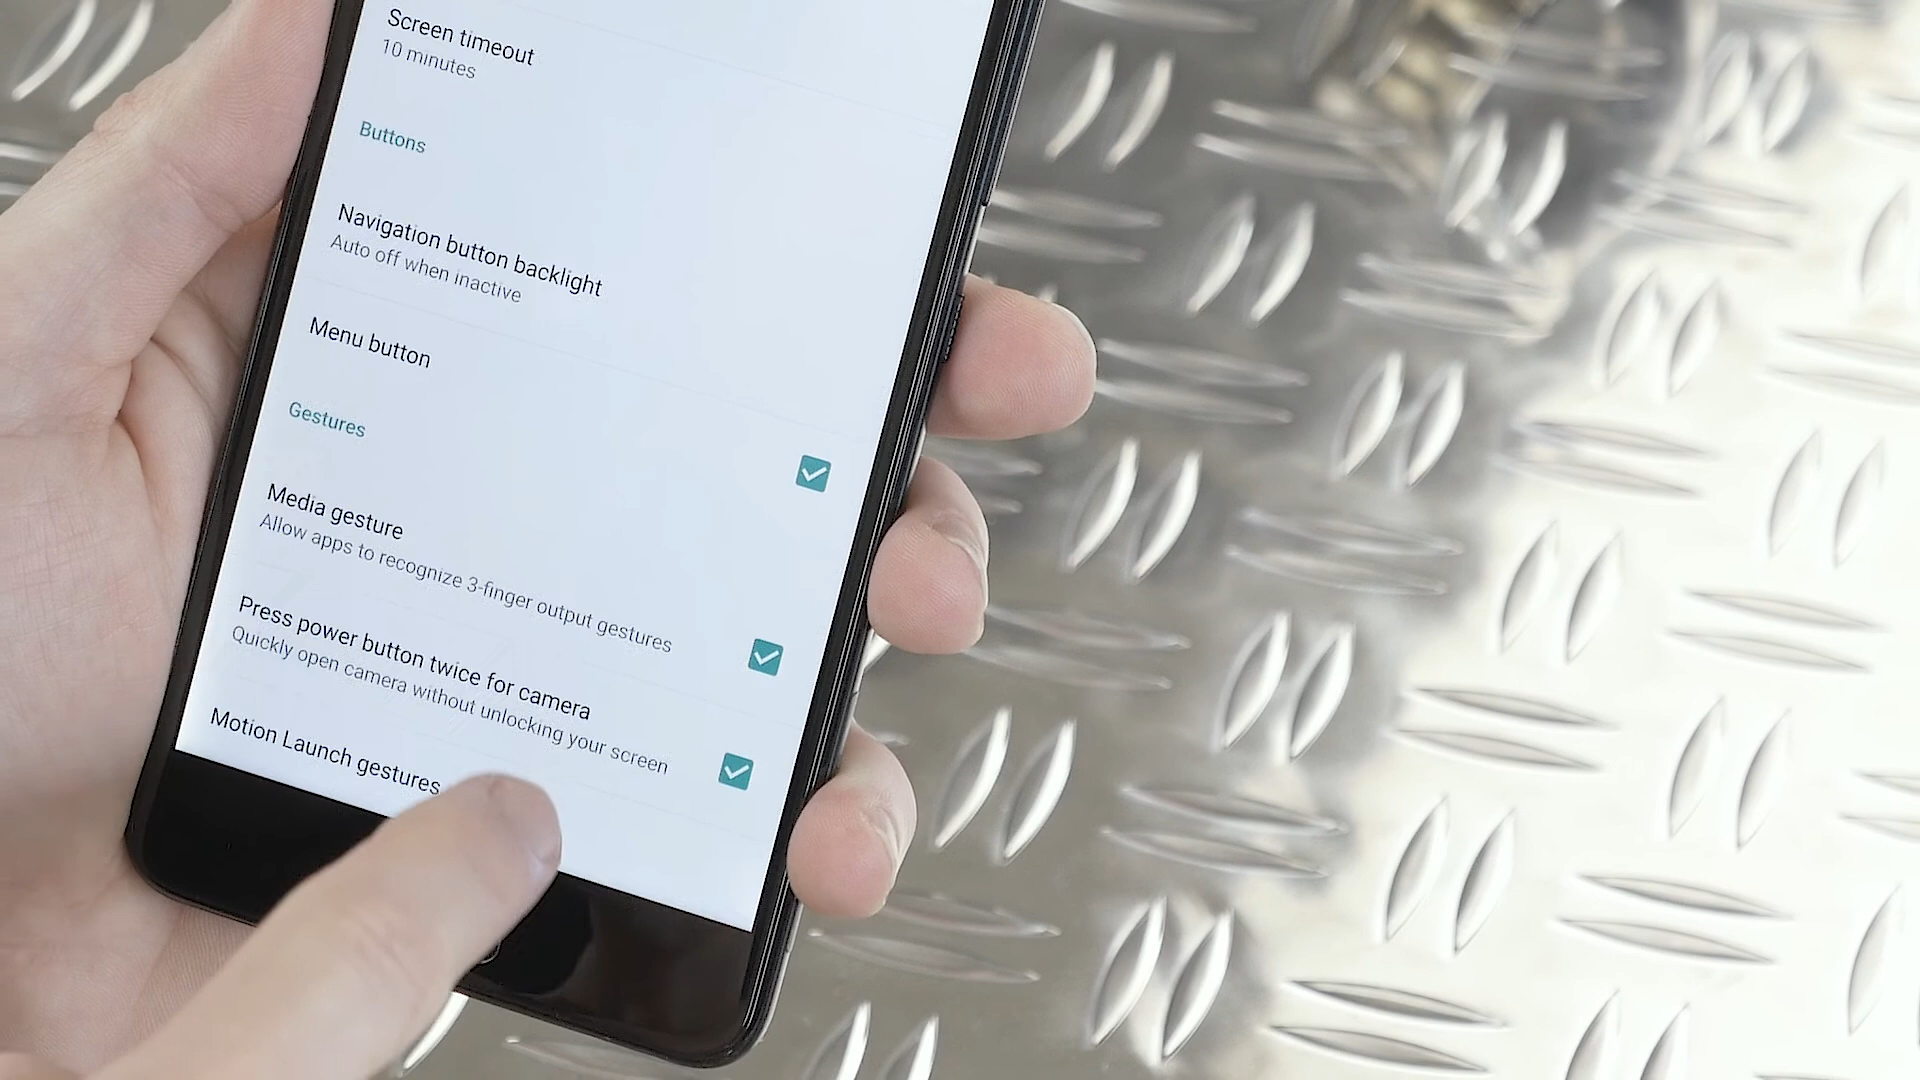 Screen timeout
10 minutes
Buttons
Navigation button backlight
Auto off when inactive
Menu button
Gestures
Media gesture
Allow apps to recognize 3-finger output gestures
Press power button twice for camera
Quickly open camera without unlocking your screen
Motion Launch gestures